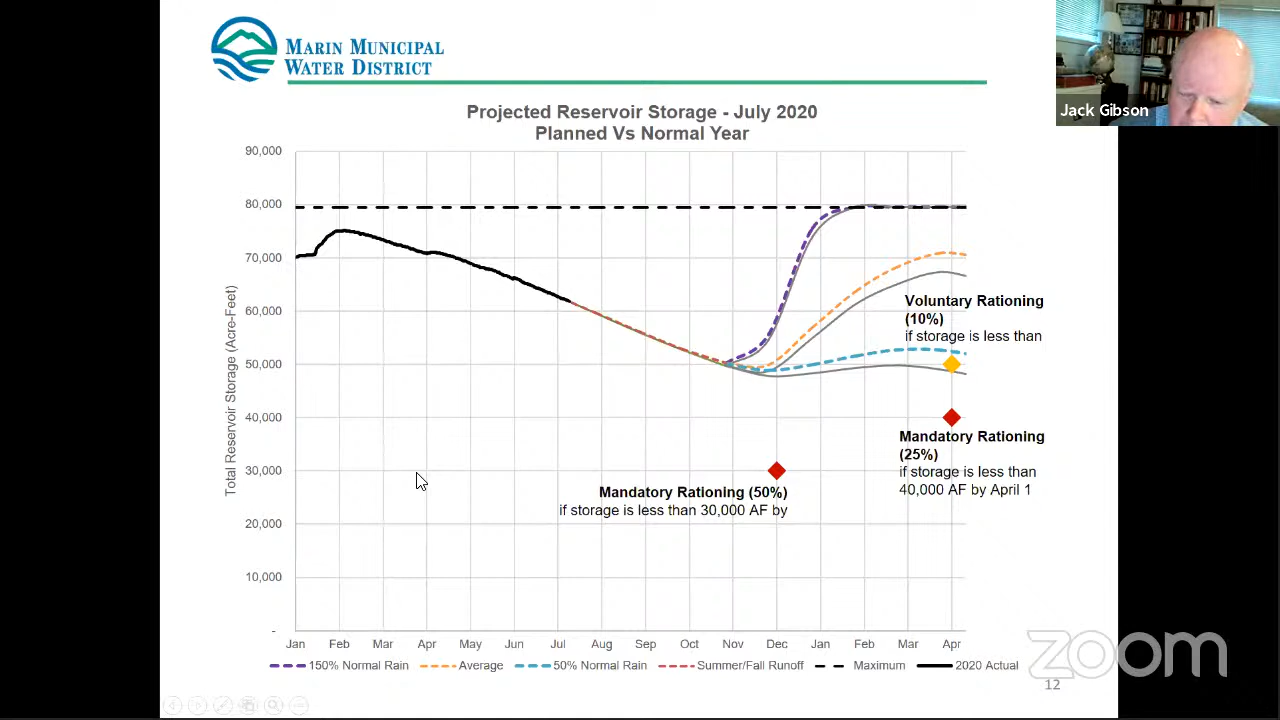 MARIN MUNICIPAL
WATER DISTRICT
Jack Gibson
Projected Reservoir Storage - July 2020
Planned Vs Normal Year
Total Reservoir Storage (Acre-Feet)
90,000
80,000
70,000
60,000
50,000
40,000
30,000
20,000
10,000
-
Voluntary Rationing
(10%)
if storage is less than
Mandatory Rationing
(25%)
if storage is less than
40,000 AF by April 1
Mandatory Rationing (50%)
if storage is less than 30,000 AF by
Jan Feb Mar Apr May Jun Jul Aug Sep Oct Nov Dec Jan Feb Mar Apr
150% Normal Rain Average 50% Normal Rain Summer/Fall Runoff Maximum 2020 Actual
zoom
12